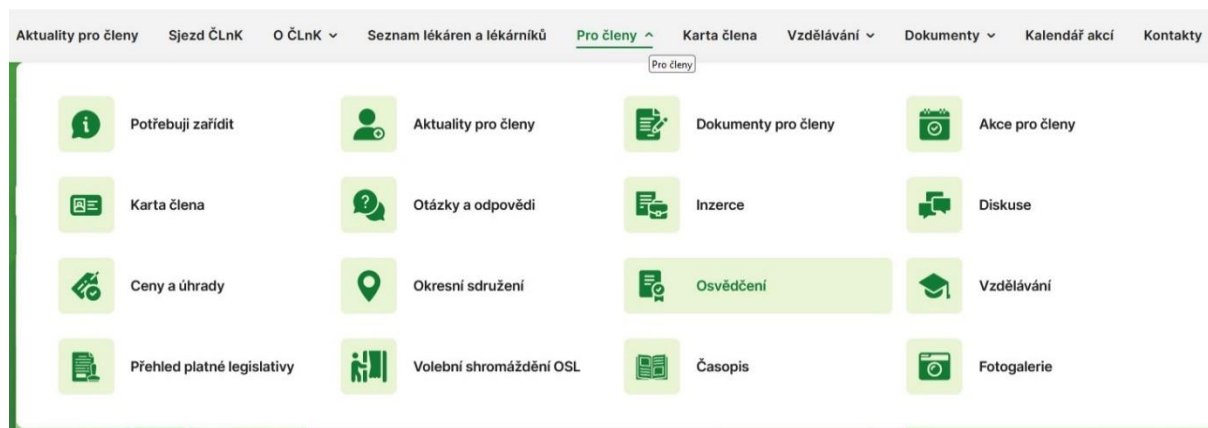 Aktuality pro členy Sjezd ČLnK O ČLnK Seznam lékáren a lékárníků Pro členy Karta člena Vzdělávání Dokumenty Kalendář akcí Kontakty
Pro členy
Potřebuji zařídit Aktuality pro členy Dokumenty pro členy Akce pro členy
Karta člena Otázky a odpovědi Inzerce Diskuse
Ceny a úhrady Okresní sdružení Osvědčení Vzdělávání
Přehled platné legislativy Volební shromáždění OSL Časopis Fotogalerie